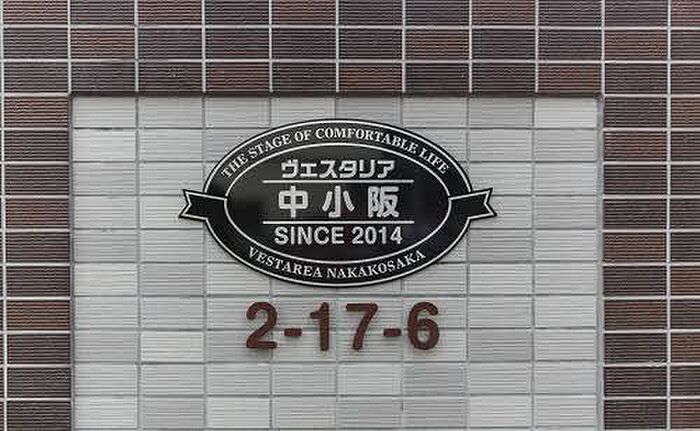 THE STAGE OF COMFORTABLE LIFE
ヴェスタリア
中小阪
SINCE 2014
VESTAREA NAKAKOSAKA
2-17-6